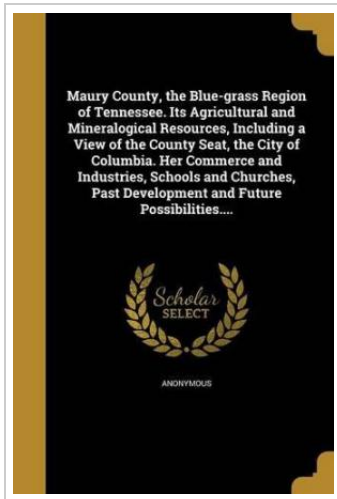 Maury County, the Blue-grass Region
of Tennessee. Its Agricultural and
Mineralogical Resources, Including a
View of the County Seat, the City of
Columbia. Her Commerce and
Industries, Schools and Churches,
Past Development and Future
Possibilities....
Scholar
SELECT
ANONYMOUS